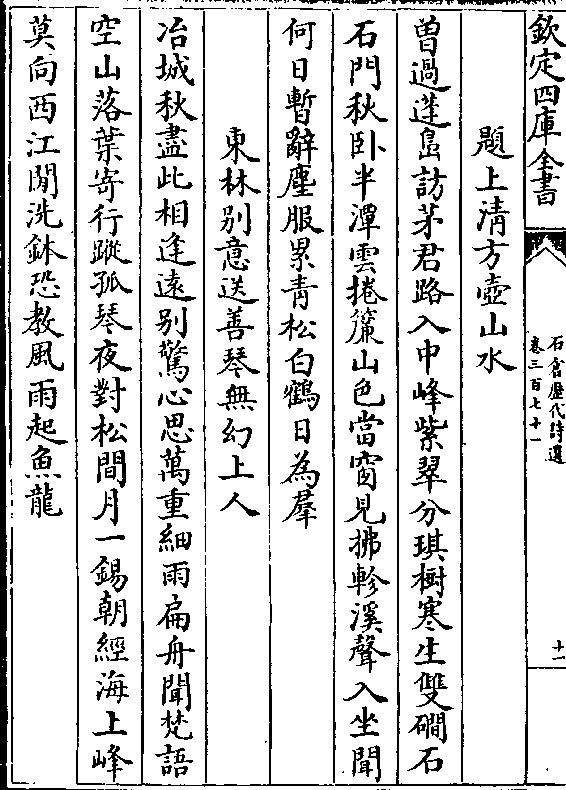 欽定四庫全書
石倉歷代詩選
卷三百七十一
十一
題上清方壺山水
曽過蓬島訪茅君路入中峰紫翠分琪樹寒生雙磵石
石門秋卧半潭雲捲簾山色當窗見拂軫溪聲入坐聞
何日暫辭塵服累青松白鶴日為羣
東林别意送善琴無幻上人
冶城秋盡此相逢遠别驚心思萬重細雨扁舟聞梵語
空山落葉寄行蹤孤琴夜對松間月一錫朝經海上峰
莫向西江閒洗鉢恐教風雨起魚龍